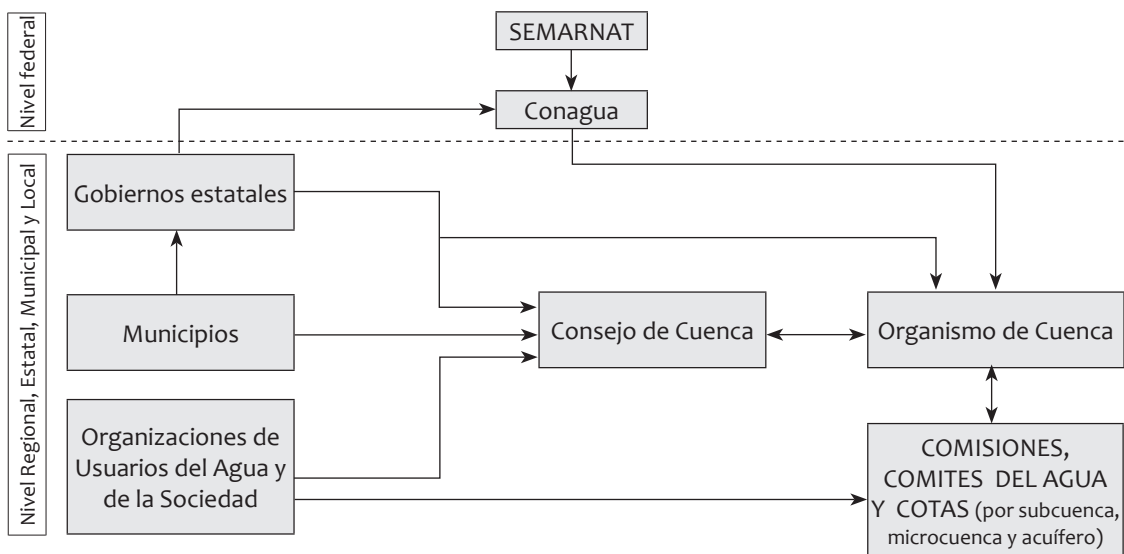 Nivel federal
SEMARNAT
Conagua
Nivel Regional, Estatal, Municipal y Local
Gobiernos estatales
Municipios
Consejo de Cuenca
Organismo de Cuenca
Organizaciones de
Usuarios del Agua y
de la Sociedad
COMISIONES,
COMITES DEL AGUA
Y COTAS (por subcuenca,
microcuenca y acuífero)